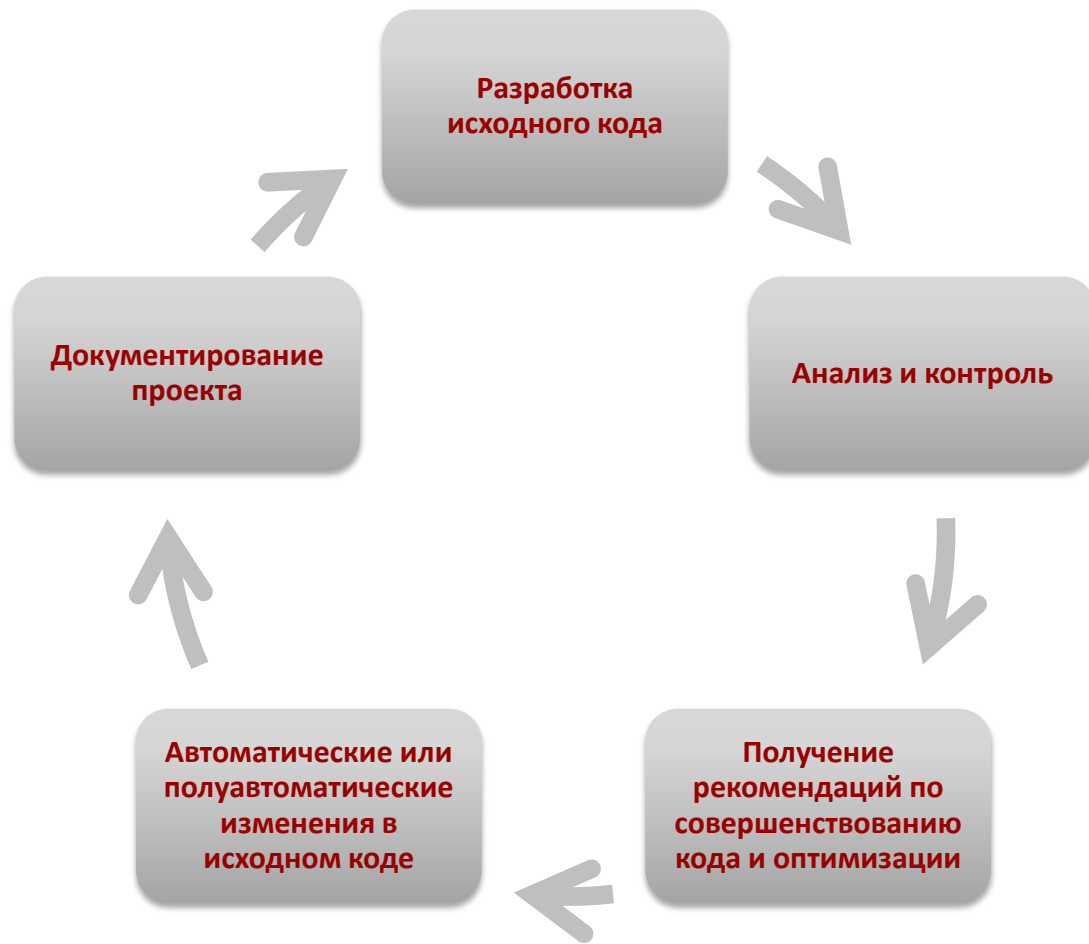 Разработка
исходного кода
Документирование
проекта
Анализ и контроль
Автоматические или
полуавтоматические
изменения в
исходном коде
Получение
рекомендаций по
совершенствованию
кода и оптимизации